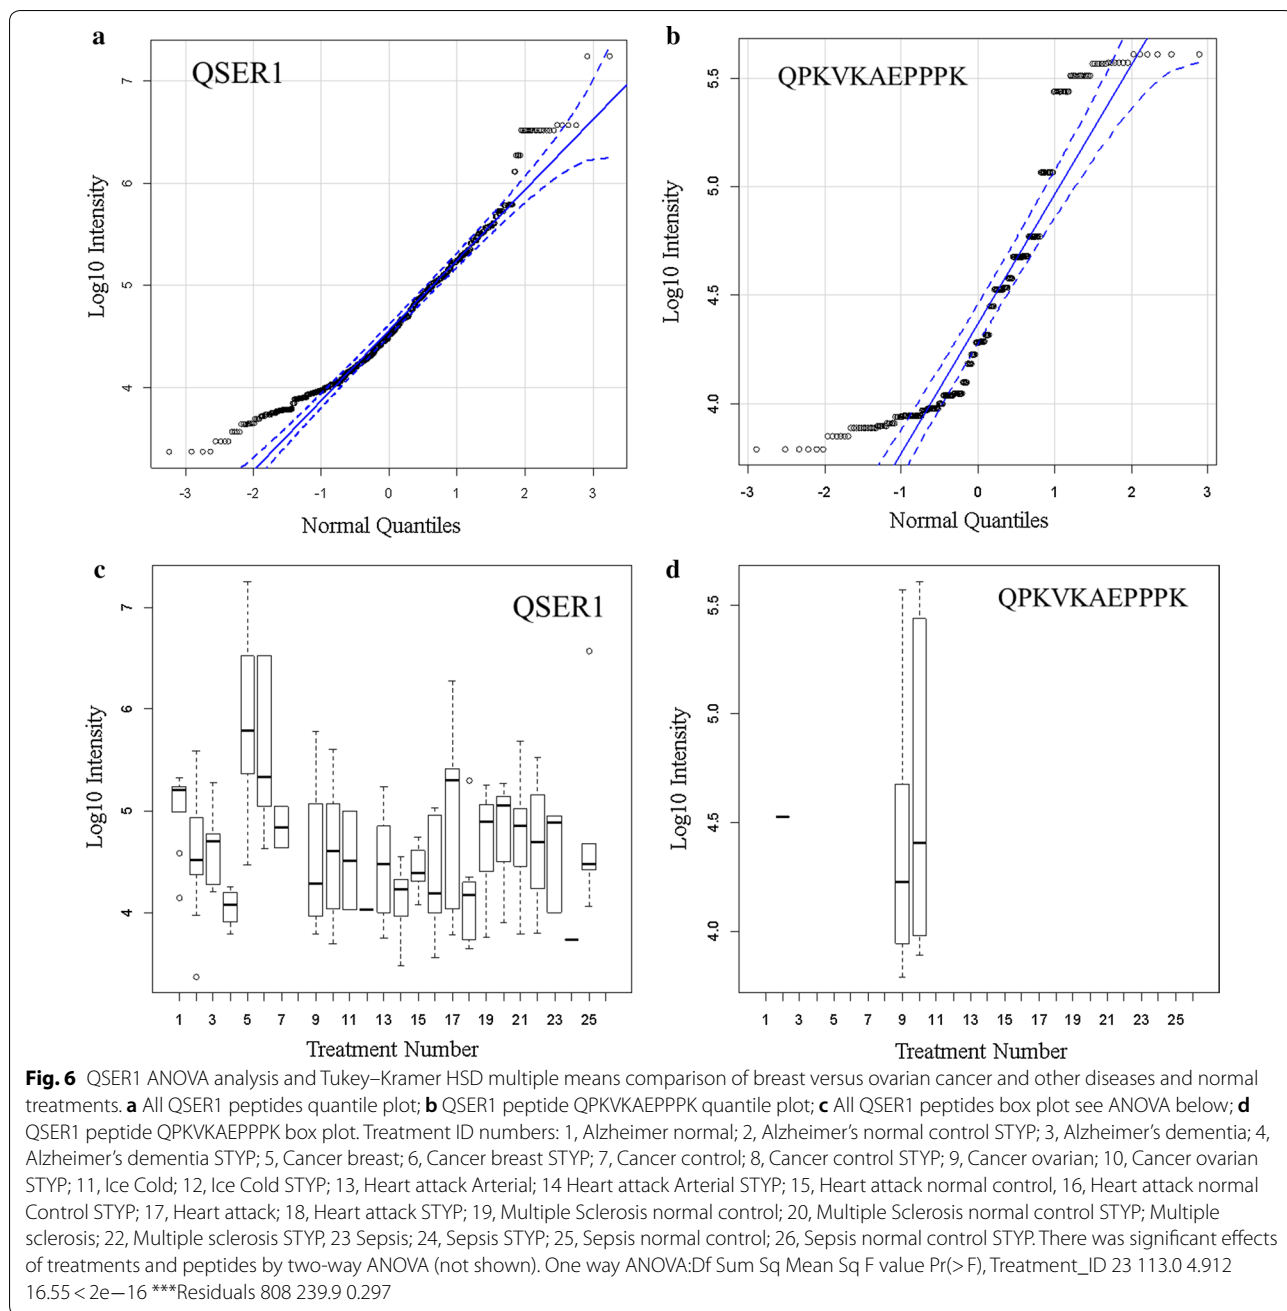 a
QSER1
7
6
5
4
Log10 Intensity
-3 -2 -1 0 1 2 3
Normal Quantiles
b
QPKVKAEPPPK
5.5
5.0
4.5
4.0
Log10 Intensity
-3 -2 -1 0 1 2 3
Normal Quantiles
c
QSER1
7
6
5
4
Log10 Intensity
1 3 5 7 9 11 13 15 17 19 21 23 25
Treatment Number
d
QPKVKAEPPPK
5.5
5.0
4.5
4.0
Log10 Intensity
1 3 5 7 9 11 13 15 17 19 21 23 25
Treatment Number
Fig. 6 QSER1 ANOVA analysis and Tukey–Kramer HSD multiple means comparison of breast versus ovarian cancer and other diseases and normal
treatments. a All QSER1 peptides quantile plot; b QSER1 peptide QPKVKAEPPPK quantile plot; c All QSER1 peptides box plot see ANOVA below; d
QSER1 peptide QPKVKAEPPPK box plot. Treatment ID numbers: 1, Alzheimer normal; 2, Alzheimer's normal control STYP; 3, Alzheimer's dementia; 4,
Alzheimer's dementia STYP; 5, Cancer breast; 6, Cancer breast STYP; 7, Cancer control; 8, Cancer control STYP; 9, Cancer ovarian; 10, Cancer ovarian
STYP; 11, Ice Cold; 12, Ice Cold STYP; 13, Heart attack Arterial; 14 Heart attack Arterial STYP; 15, Heart attack normal control, 16, Heart attack normal
Control STYP; 17, Heart attack; 18, Heart attack STYP; 19, Multiple Sclerosis normal control; 20, Multiple Sclerosis normal control STYP; Multiple
sclerosis; 22, Multiple sclerosis STYP, 23 Sepsis; 24, Sepsis STYP; 25, Sepsis normal control; 26, Sepsis normal control STYP. There was significant effects
of treatments and peptides by two-way ANOVA (not shown). One way ANOVA:Df Sum Sq Mean Sq F value Pr(> F), Treatment_ID 23 113.0 4.912
16.55 < 2e−16 ***Residuals 808 239.9 0.297